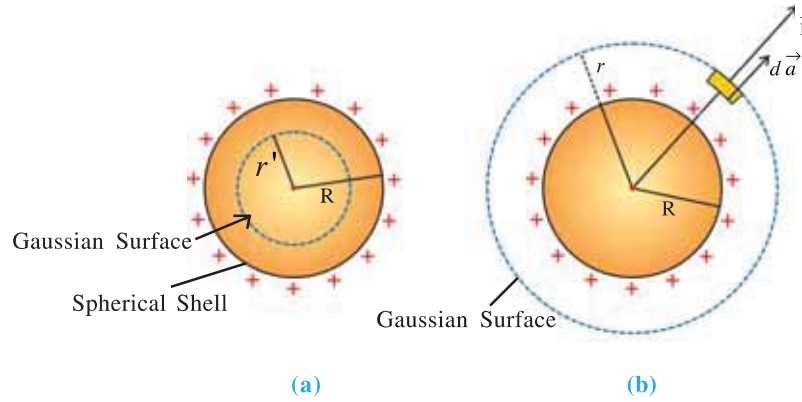 r'
R
Gaussian Surface
Spherical Shell
(a)
r
d a
R
Gaussian Surface
(b)